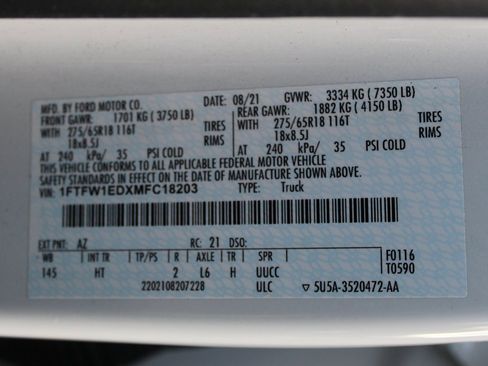 MFD. BY FORD MOTOR CO.
DATE: 08/21 GVWR: 3334 KG ( 7350 LB)
FRONT GAWR: 1701 KG ( 3750 LB) REAR GAWR: 1882 KG ( 4150 LB)
WITH 275/65R18 116T TIRES WITH 275/65R18 116T TIRES
18x8.5J RIMS 18x8.5J RIMS
AT 240 kPa/ 35 PSI COLD AT 240 kPa/ 35 PSI COLD
THIS VEHICLE CONFORMS TO ALL APPLICABLE FEDERAL MOTOR VEHICLE
SAFETY STANDARDS IN EFFECT ON THE DATE OF MANUFACTURE SHOWN ABOVE.
VIN: 1FTFW1EDXMFC18203 TYPE: Truck
EXT PNT: AZ RC: 21 DSO: F0116
WB INT TR TP/PS R AXLE TR SPR T0590
145 HT 2 L6 H UUCC
2202108207228 ULC ▽ 5U5A-3520472-AA